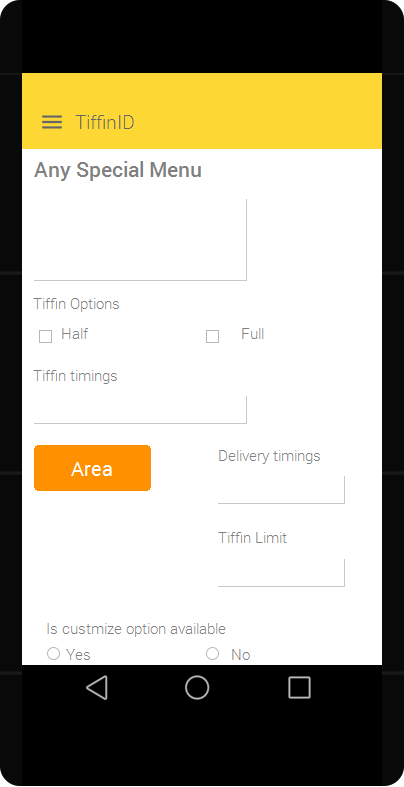 TiffinID
Any Special Menu
Tiffin Options
Half Full
Tiffin timings
Area
Delivery timings
Tiffin Limit
Is custmize option available
Yes No